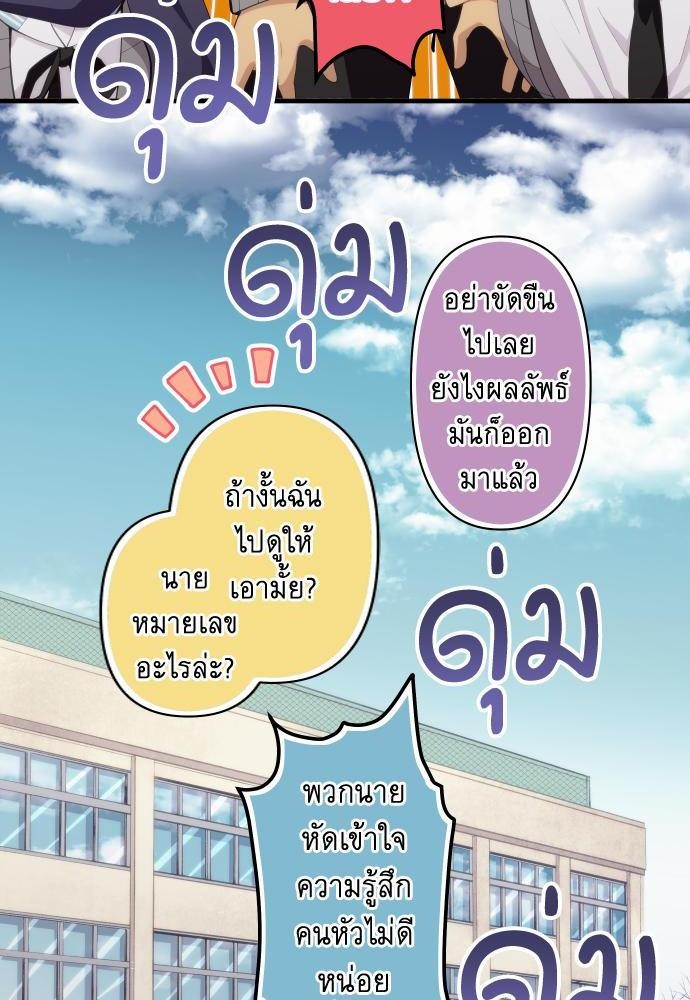 ดุ่ม
ดุ่ม
อย่าขัดขืน
ไปเลย
ยังไงผลลัพธ์
มันก็ออก
มาแล้ว
ถ้างั้นฉัน
ไปดูให้
เอามั้ย?
นาย
หมายเลข
อะไรล่ะ?
ดุ่ม
พวกนาย
หัดเข้าใจ
ความรู้สึก
คนหัวไม่ดี
หน่อย
ดุ่ม